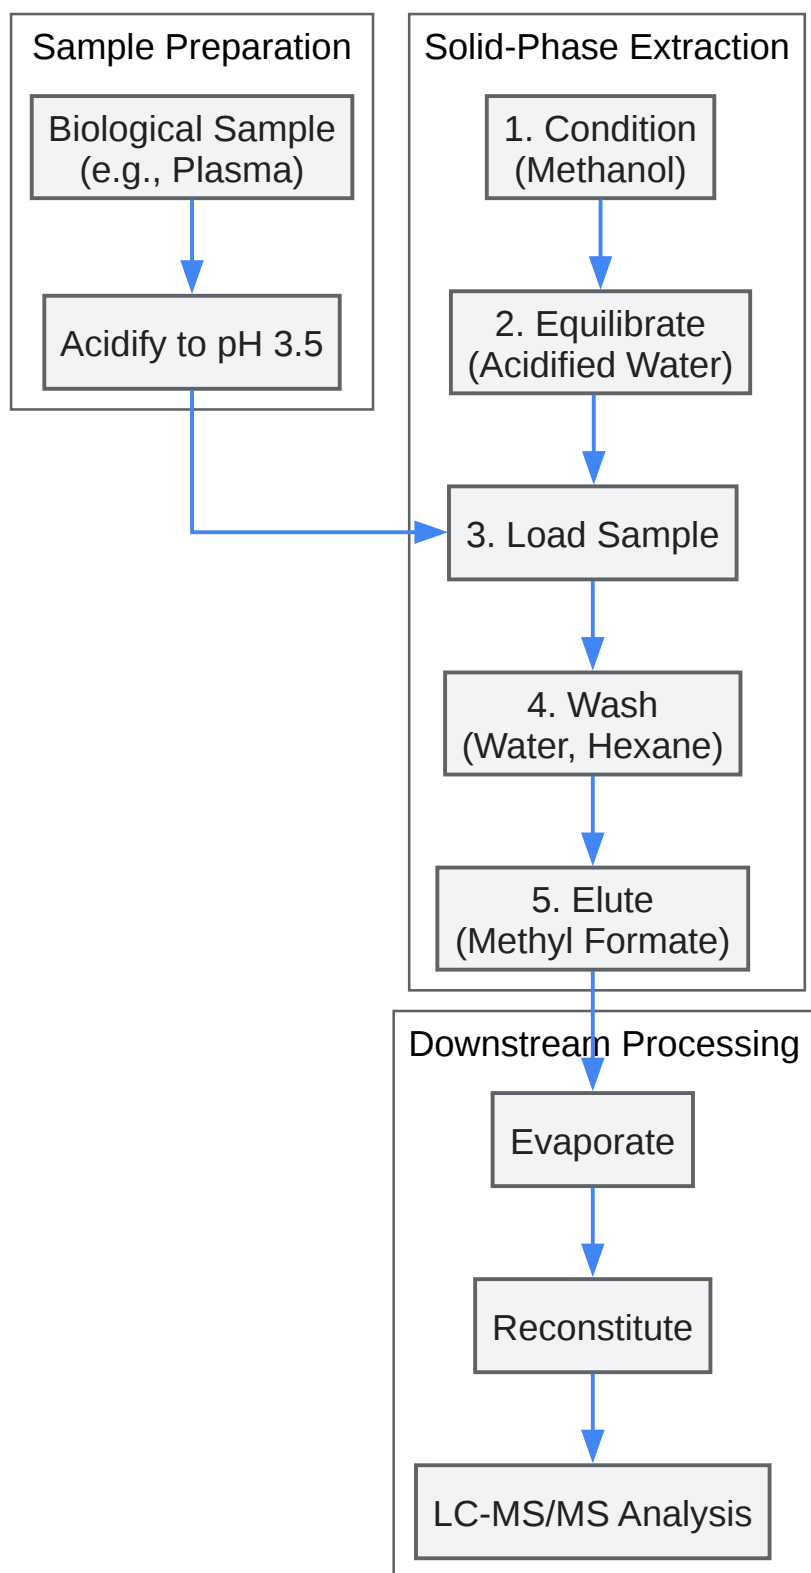 Sample Preparation
Biological Sample
(e.g., Plasma)
Acidify to pH 3.5
Solid-Phase Extraction
1. Condition
(Methanol)
2. Equilibrate
(Acidified Water)
3. Load Sample
4. Wash
(Water, Hexane)
5. Elute
(Methyl Formate)
Downstream Processing
Evaporate
Reconstitute
LC-MS/MS Analysis